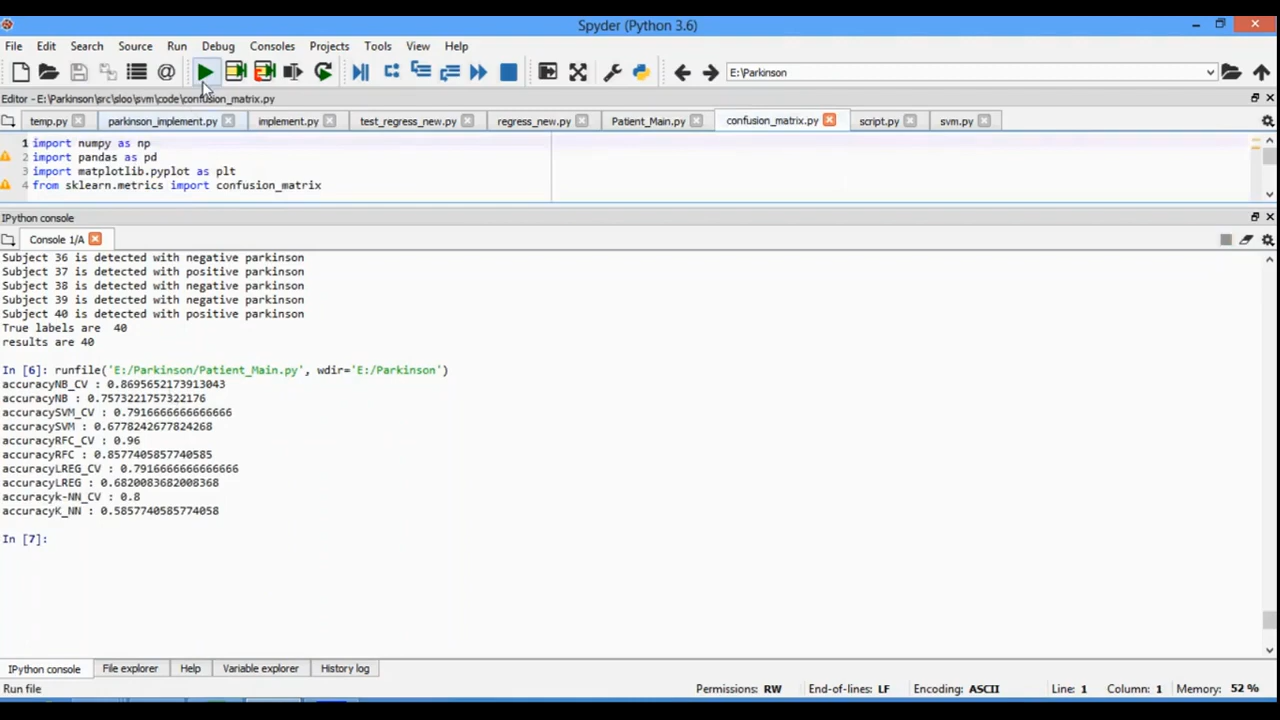 Spyder (Python 3.6)
File Edit Search Source Run Debug Consoles Projects Tools View Help
E:\Parkinson
Editor - E:\Parkinson\src\sloo\svm\code\confusion_matrix.py
temp.py parkinson_implement.py implement.py test_regress_new.py regress_new.py Patient_Main.py confusion_matrix.py script.py svm.py
1 import numpy as np
2 import pandas as pd
3 import matplotlib.pyplot as plt
4 from sklearn.metrics import confusion_matrix
IPython console
Console 1/A
Subject 36 is detected with negative parkinson
Subject 37 is detected with positive parkinson
Subject 38 is detected with negative parkinson
Subject 39 is detected with negative parkinson
Subject 40 is detected with positive parkinson
True labels are  40
results are 40
In [6]: runfile('E:/Parkinson/Patient_Main.py', wdir='E:/Parkinson')
accuracyNB_CV : 0.8695652173913043
accuracyNB : 0.7573221757322176
accuracySVM_CV : 0.7916666666666666
accuracySVM : 0.6778242677824268
accuracyRFC_CV : 0.96
accuracyRFC : 0.8577405857740585
accuracyLREG_CV : 0.7916666666666666
accuracyLREG : 0.6820083682008368
accuracyk-NN_CV : 0.8
accuracyK_NN : 0.5857740585774058
In [7]:
IPython console File explorer Help Variable explorer History log
Run file Permissions: RW End-of-lines: LF Encoding: ASCII Line: 1 Column: 1 Memory: 52 %